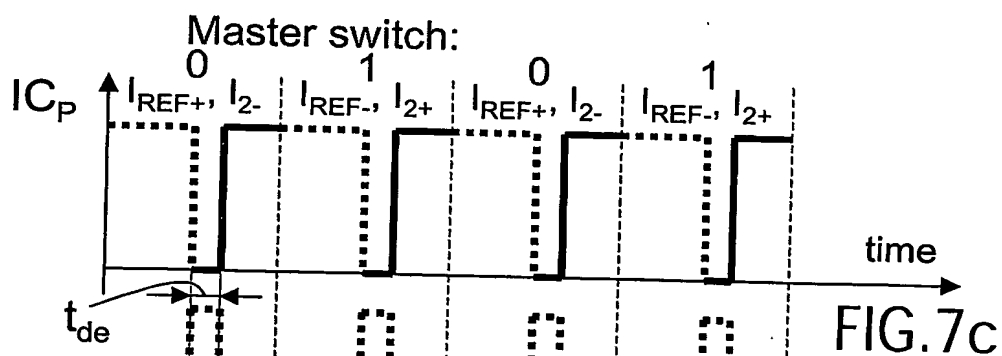 Master switch:
0 1 0 1
IC_P I_REF+, I_2- I_REF-, I_2+ I_REF+, I_2- I_REF-, I_2+
time
t_de
FIG.7c